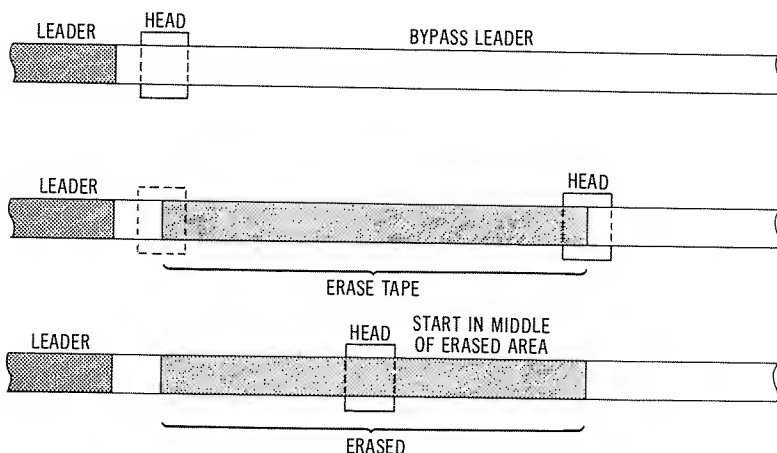 HEAD
LEADER
BYPASS LEADER
LEADER
HEAD
ERASE TAPE
LEADER
HEAD
START IN MIDDLE
OF ERASED AREA
ERASED